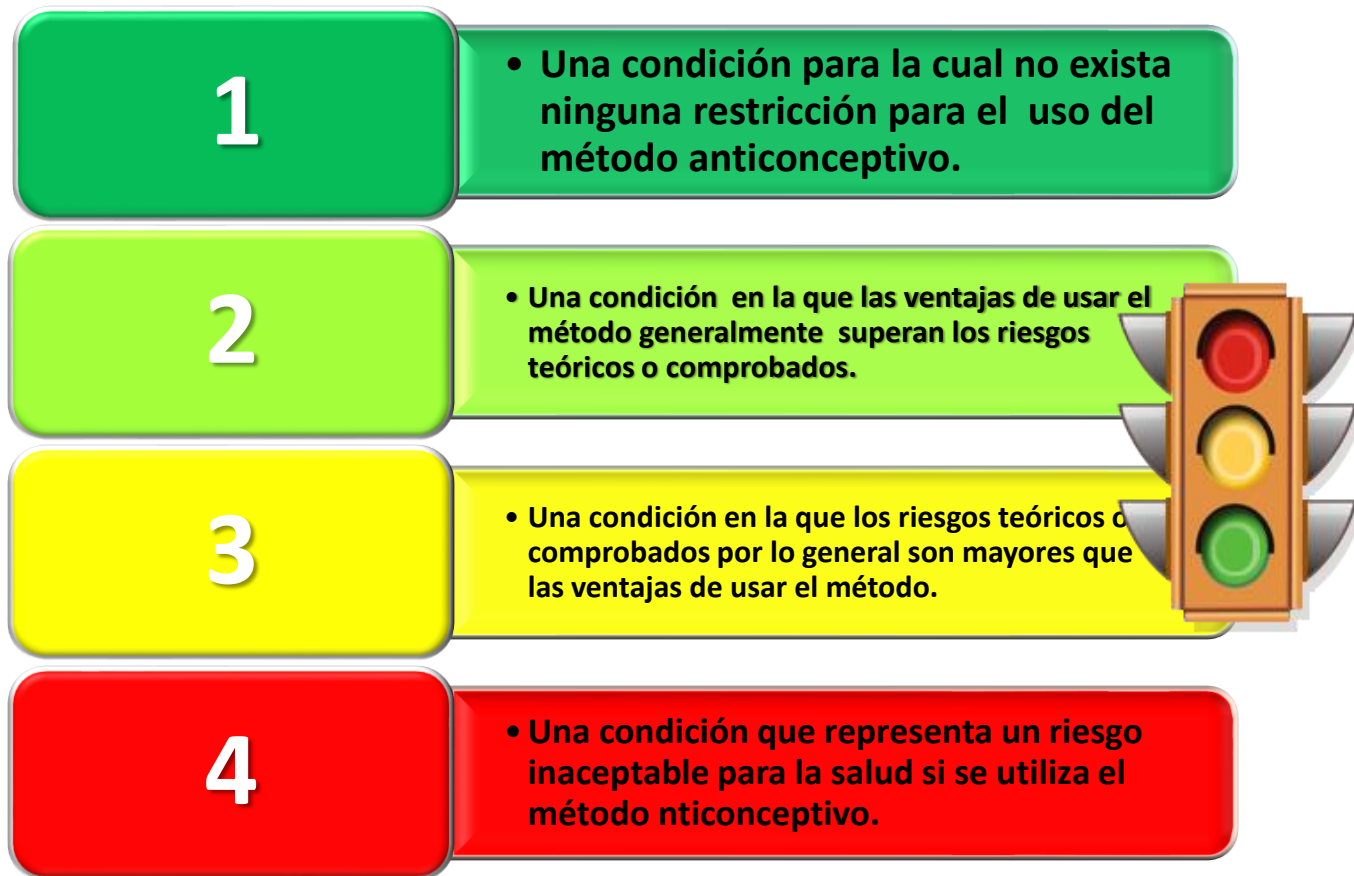 1
• Una condición para la cual no exista
ninguna restricción para el uso del
método anticonceptivo.
2
• Una condición en la que las ventajas de usar el
método generalmente superan los riesgos
teóricos o comprobados.
3
• Una condición en la que los riesgos teóricos o
comprobados por lo general son mayores que
las ventajas de usar el método.
4
• Una condición que representa un riesgo
inaceptable para la salud si se utiliza el
método nticonceptivo.